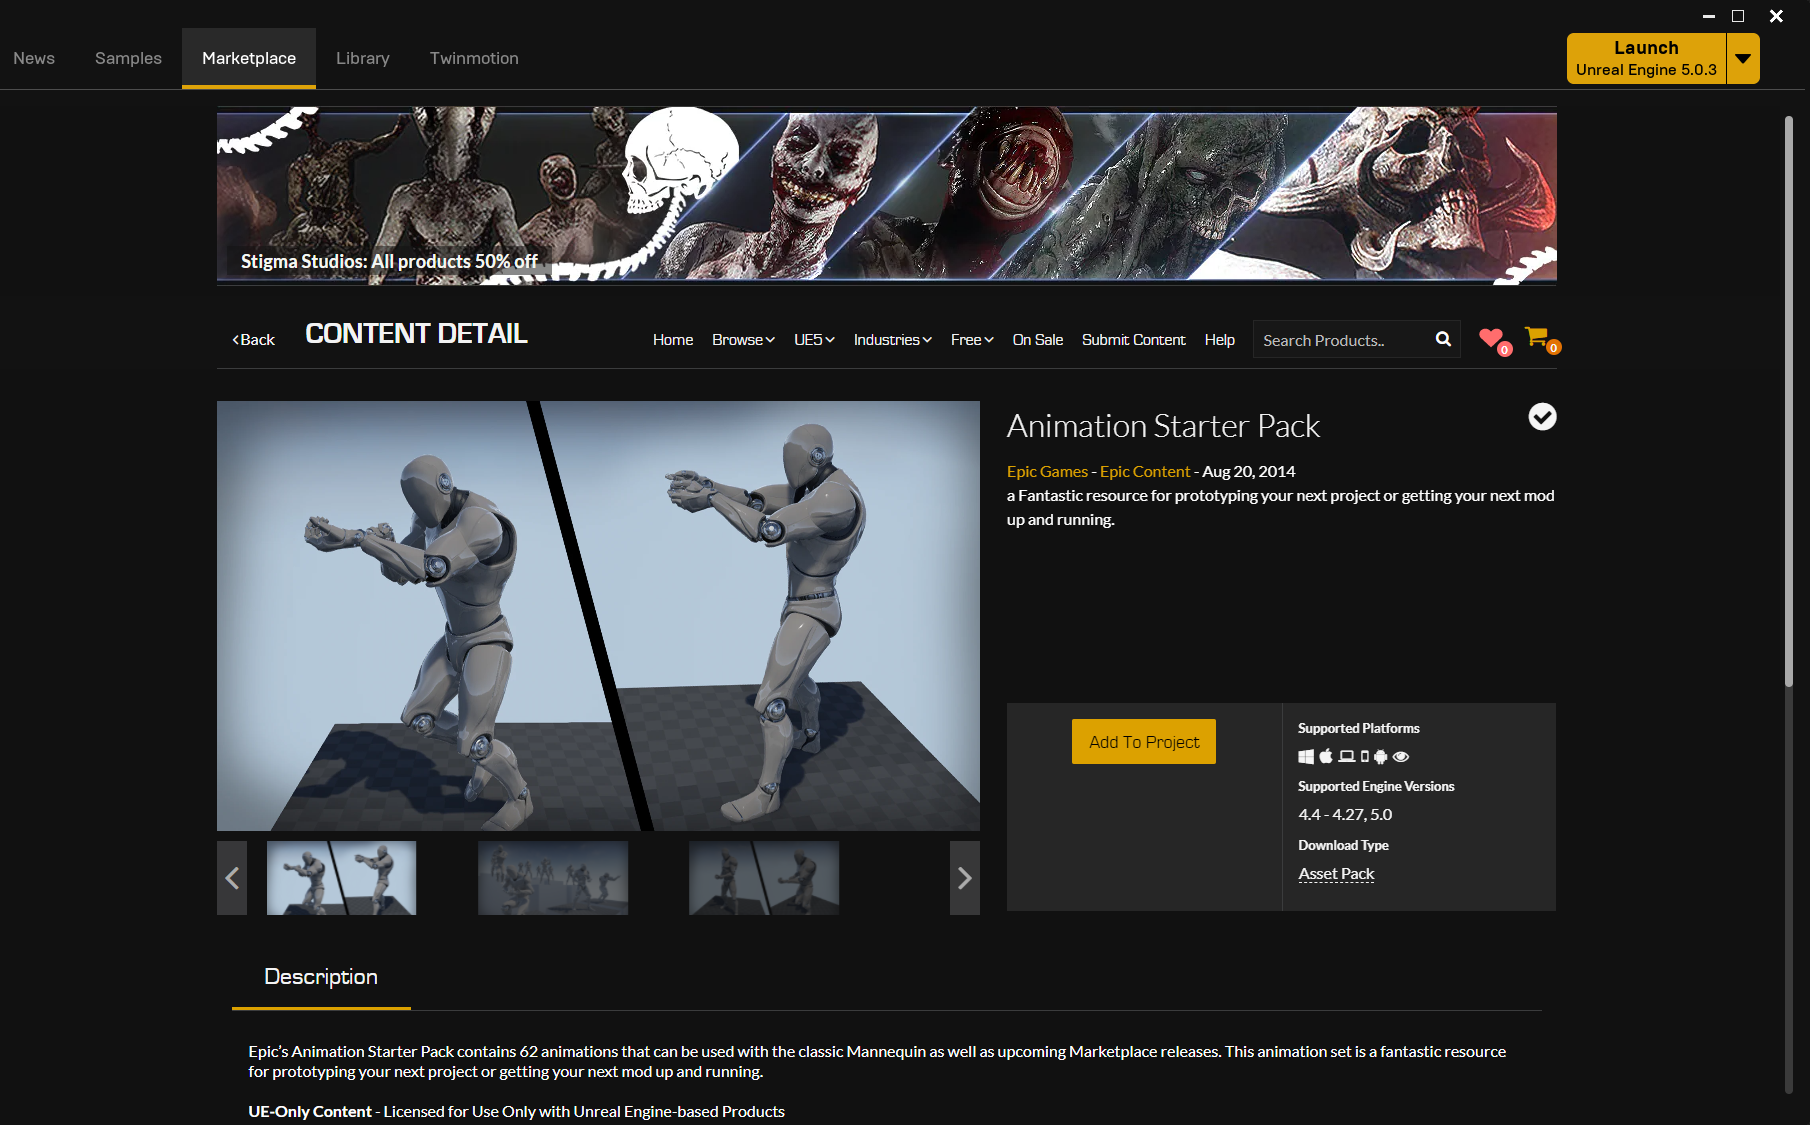 News Samples Marketplace Library Twinmotion
Launch
Unreal Engine 5.0.3
Stigma Studios: All products 50% off
Back
CONTENT DETAIL
Home Browse UE5 Industries Free On Sale Submit Content Help
Search Products..
0
0
Animation Starter Pack
Epic Games - Epic Content - Aug 20, 2014
a Fantastic resource for prototyping your next project or getting your next mod
up and running.
Add To Project
Supported Platforms
Supported Engine Versions
4.4 - 4.27, 5.0
Download Type
Asset Pack
Description
Epic’s Animation Starter Pack contains 62 animations that can be used with the classic Mannequin as well as upcoming Marketplace releases. This animation set is a fantastic resource
for prototyping your next project or getting your next mod up and running.
UE-Only Content - Licensed for Use Only with Unreal Engine-based Products